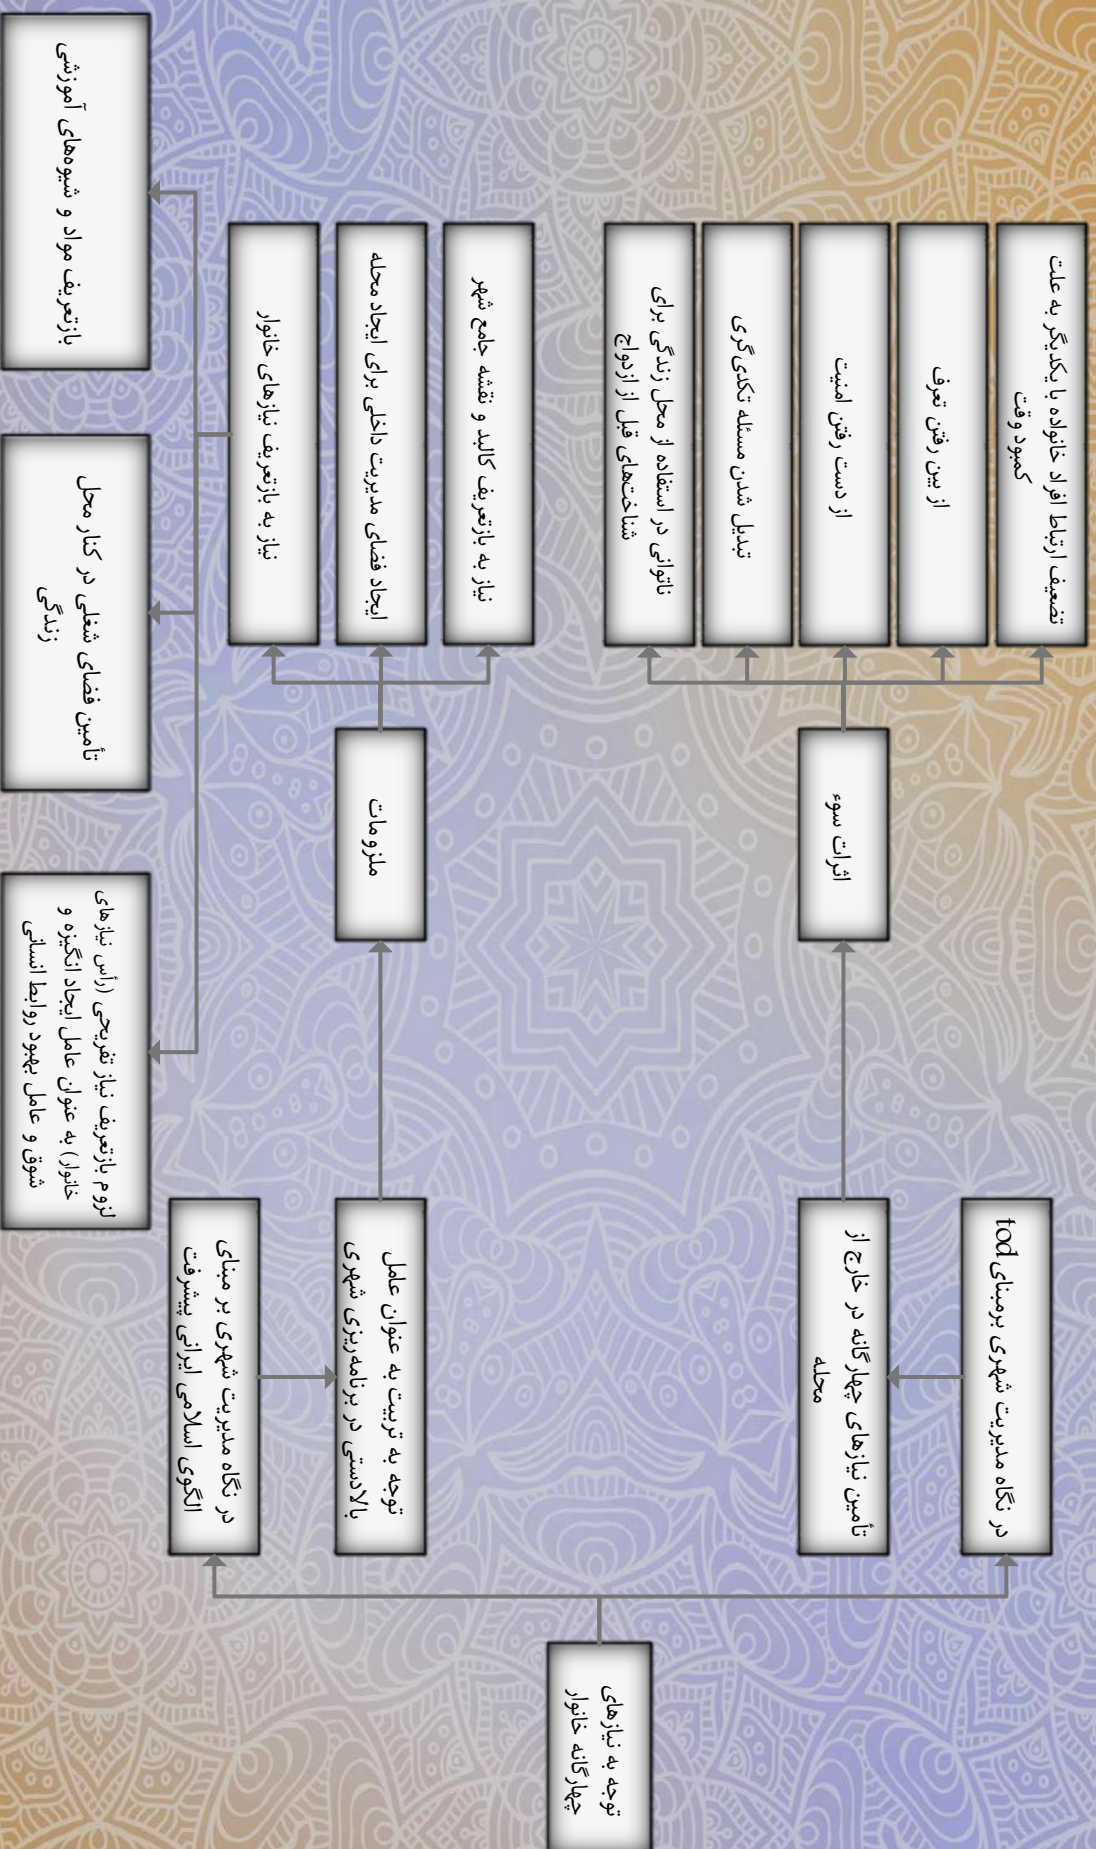 توجه به نیازهای
چهارگانه خانوار
در نگاه مدیریت شهری برمبنای tod
تأمین نیازهای چهارگانه در خارج از
محله
اثرات سوء
تضعیف ارتباط افراد خانواده با یکدیگر به علت
کمبود وقت
از بین رفتن تعرف
از دست رفتن امنیت
تبدیل شدن مسئله تکدی‌گری
ناتوانی در استفاده از محل زندگی برای
شناخت‌های قبل از ازدواج
در نگاه مدیریت شهری بر مبنای
الگوی اسلامی ایرانی پیشرفت
توجه به تربیت به عنوان عامل
بالادستی در برنامه‌ریزی شهری
ملزومات
نیاز به بازتعریف کالبد و نقشه جامع شهر
ایجاد فضای مدیریت داخلی برای ایجاد محله
نیاز به بازتعریف نیازهای خانوار
لزوم بازتعریف نیاز تفریحی (رأس نیازهای
خانوار) به عنوان عامل ایجاد انگیزه و
شوق و عامل بهبود روابط انسانی
تأمین فضای شغلی در کنار محل
زندگی
بازتعریف مواد و شیوه‌های آموزشی